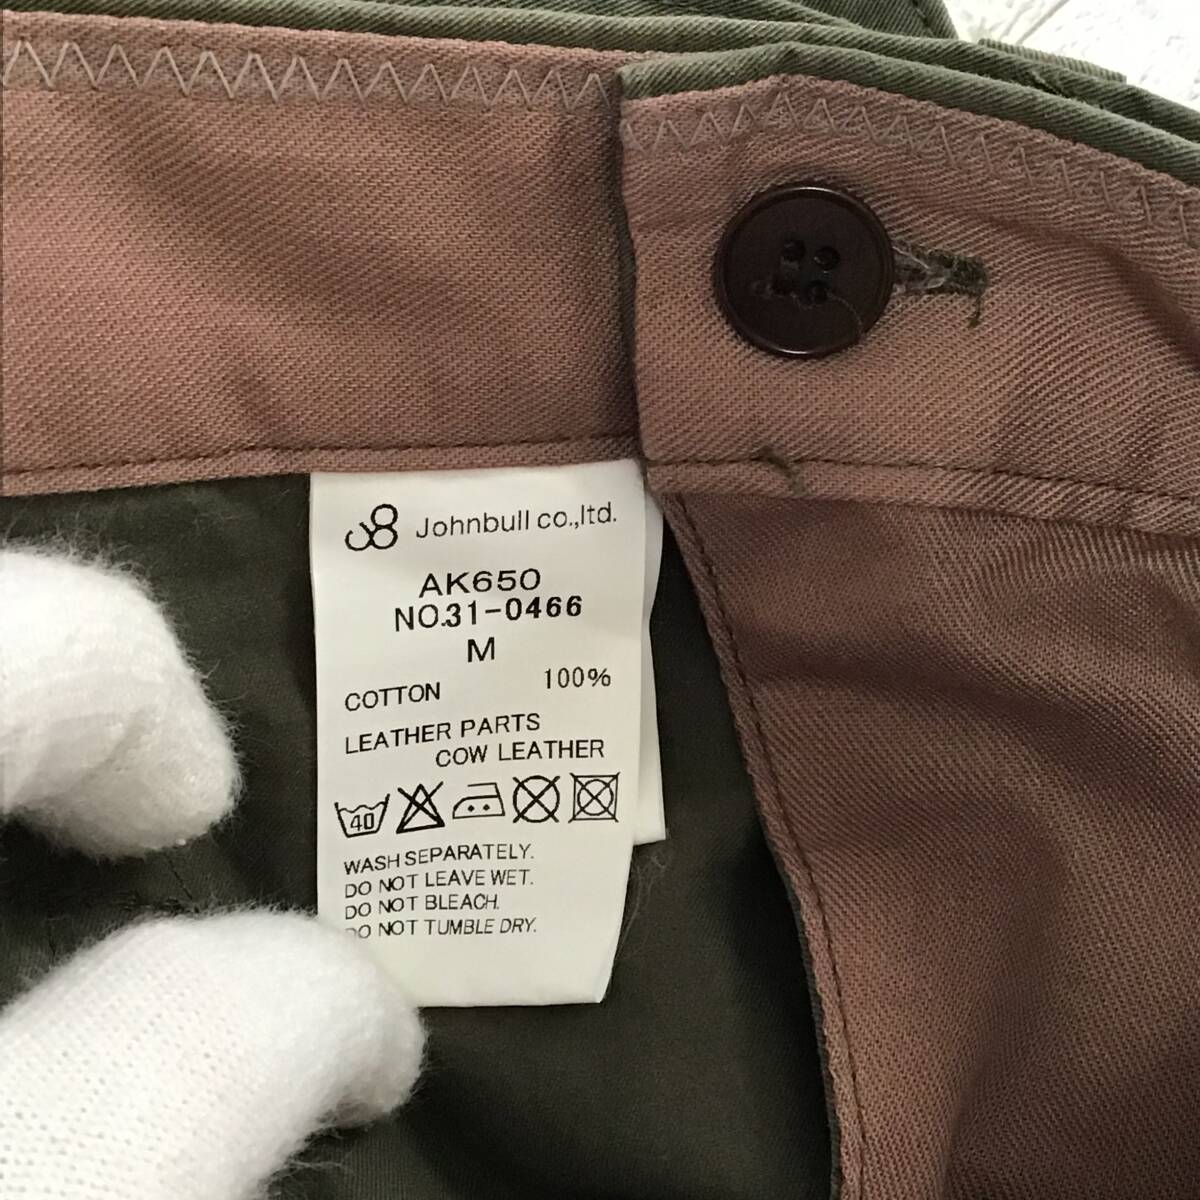 Johnbull co.,ltd.
AK650
NO.31-0466
M
COTTON 100%
LEATHER PARTS
COW LEATHER
40
WASH SEPARATELY.
DO NOT LEAVE WET.
DO NOT BLEACH.
DO NOT TUMBLE DRY.